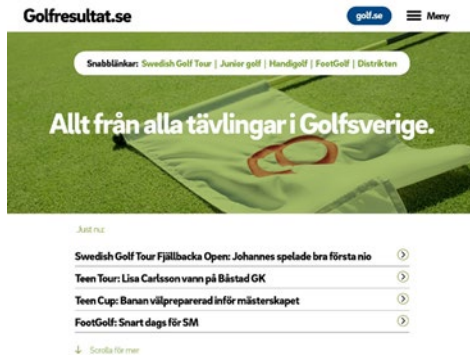 Golfresultat.se
golf.se
Meny
Snabblänkar: Swedish Golf Tour | Junior golf | Handigolf | FootGolf | Distrikten
Allt från alla tävlingar i Golfsverige.
Just nu:
Swedish Golf Tour Fjällbacka Open: Johannes spelade bra första nio
Teen Tour: Lisa Carlsson vann på Båstad GK
Teen Cup: Banan välpreparerad inför mästerskapet
FootGolf: Snart dags för SM
↓ Scrolla för mer